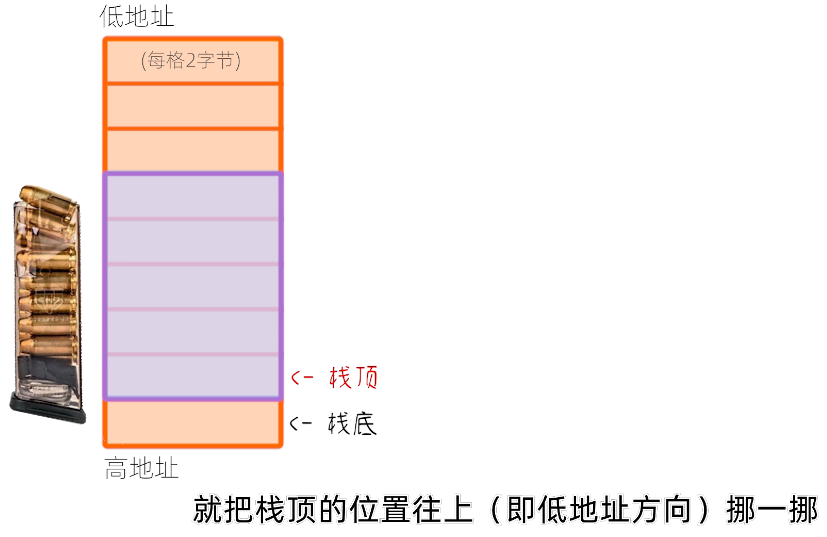 低地址
(每格2字节)
<- 栈顶
<- 栈底
高地址
就把栈顶的位置往上（即低地址方向）挪一挪